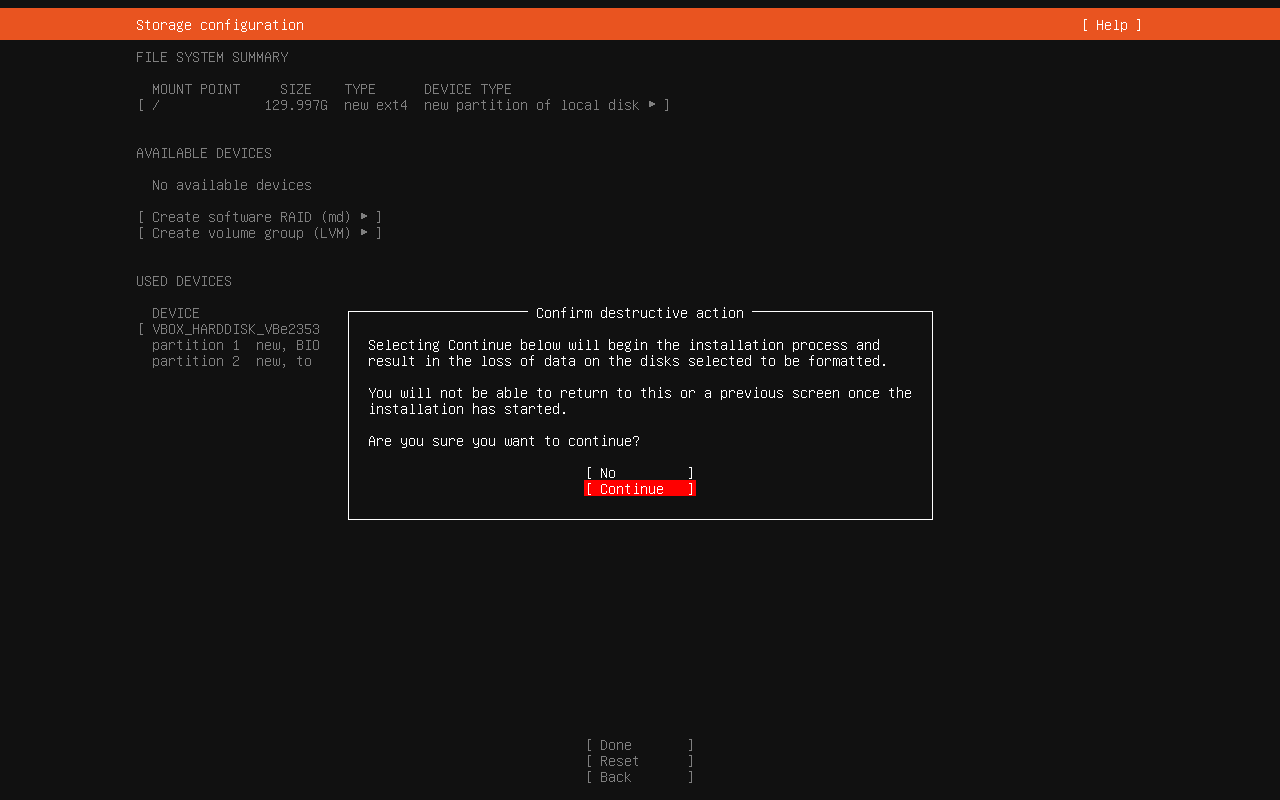 Storage configuration [ Help ]
FILE SYSTEM SUMMARY
MOUNT POINT SIZE TYPE DEVICE TYPE
[ / 129.997G new ext4 new partition of local disk ▸ ]
AVAILABLE DEVICES
No available devices
[ Create software RAID (md) ▸ ]
[ Create volume group (LVM) ▸ ]
USED DEVICES
DEVICE
[ VBOX_HARDDISK_VBe2353
partition 1 new, BIO
partition 2 new, to
Confirm destructive action
Selecting Continue below will begin the installation process and
result in the loss of data on the disks selected to be formatted.
You will not be able to return to this or a previous screen once the
installation has started.
Are you sure you want to continue?
[ No ]
[ Continue ]
[ Done ]
[ Reset ]
[ Back ]